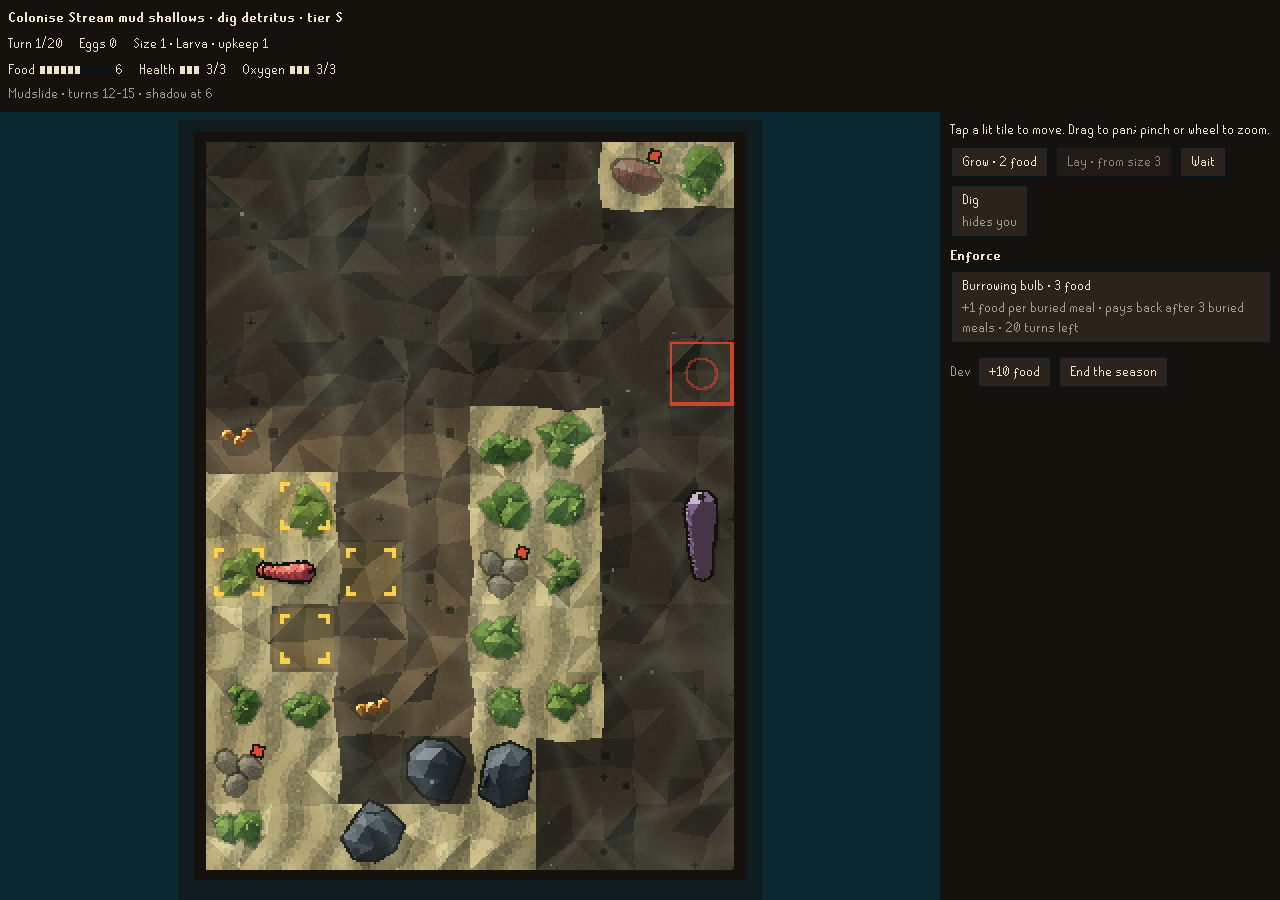 Colonise Stream mud shallows · dig detritus · tier S
Turn 1/20 Eggs 0 Size 1 · Larva · upkeep 1
Food 6 Health 3/3 Oxygen 3/3
Mudslide · turns 12-15 · shadow at 6
Tap a lit tile to move. Drag to pan; pinch or wheel to zoom.
Grow · 2 food Lay · from size 3 Wait
Dig
hides you
Enforce
Burrowing bulb · 3 food
+1 food per buried meal · pays back after 3 buried
meals · 20 turns left
Dev +10 food End the season